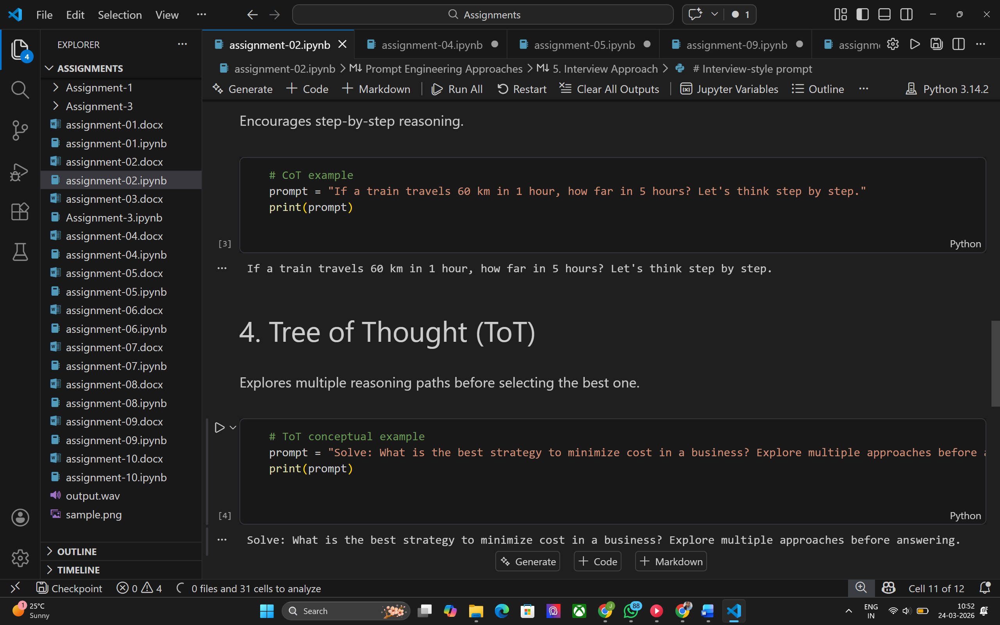 File Edit Selection View ··· Assignments 1
EXPLORER ···
4
ASSIGNMENTS
Assignment-1
Assignment-3
assignment-01.docx
assignment-01.ipynb
assignment-02.docx
assignment-02.ipynb
assignment-03.docx
Assignment-3.ipynb
assignment-04.docx
assignment-04.ipynb
assignment-05.docx
assignment-05.ipynb
assignment-06.docx
assignment-06.ipynb
assignment-07.docx
assignment-07.ipynb
assignment-08.docx
assignment-08.ipynb
assignment-09.docx
assignment-09.ipynb
assignment-10.docx
assignment-10.ipynb
output.wav
sample.png
OUTLINE
TIMELINE
assignment-02.ipynb assignment-04.ipynb assignment-05.ipynb assignment-09.ipynb assignm
assignment-02.ipynb > M↓ Prompt Engineering Approaches > M↓ 5. Interview Approach > # Interview-style prompt
Generate + Code + Markdown Run All Restart Clear All Outputs Jupyter Variables Outline ··· Python 3.14.2
Encourages step-by-step reasoning.
# CoT example
prompt = "If a train travels 60 km in 1 hour, how far in 5 hours? Let's think step by step."
print(prompt)
[3] Python
If a train travels 60 km in 1 hour, how far in 5 hours? Let's think step by step.
4. Tree of Thought (ToT)
Explores multiple reasoning paths before selecting the best one.
# ToT conceptual example
prompt = "Solve: What is the best strategy to minimize cost in a business? Explore multiple approaches before
print(prompt)
[4] Python
Solve: What is the best strategy to minimize cost in a business? Explore multiple approaches before answering.
Generate + Code + Markdown
Checkpoint 0 4 0 files and 31 cells to analyze Cell 11 of 12
1 25°C
Sunny
Search
J
88
ENG
IN
10:52
24-03-2026